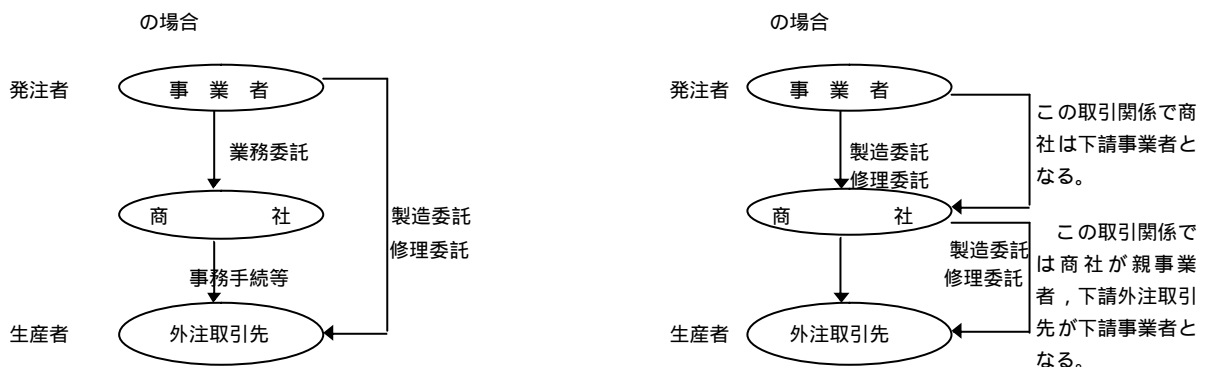 の場合
発注者
事 業 者
業務委託
商 社
製造委託
修理委託
事務手続等
生産者
外注取引先
の場合
発注者
事 業 者
製造委託
修理委託
この取引関係で商
社は下請事業者と
なる。
商 社
製造委託
修理委託
この取引関係で
は商社が親事業
者，下請外注取引
先が下請事業者と
なる。
生産者
外注取引先